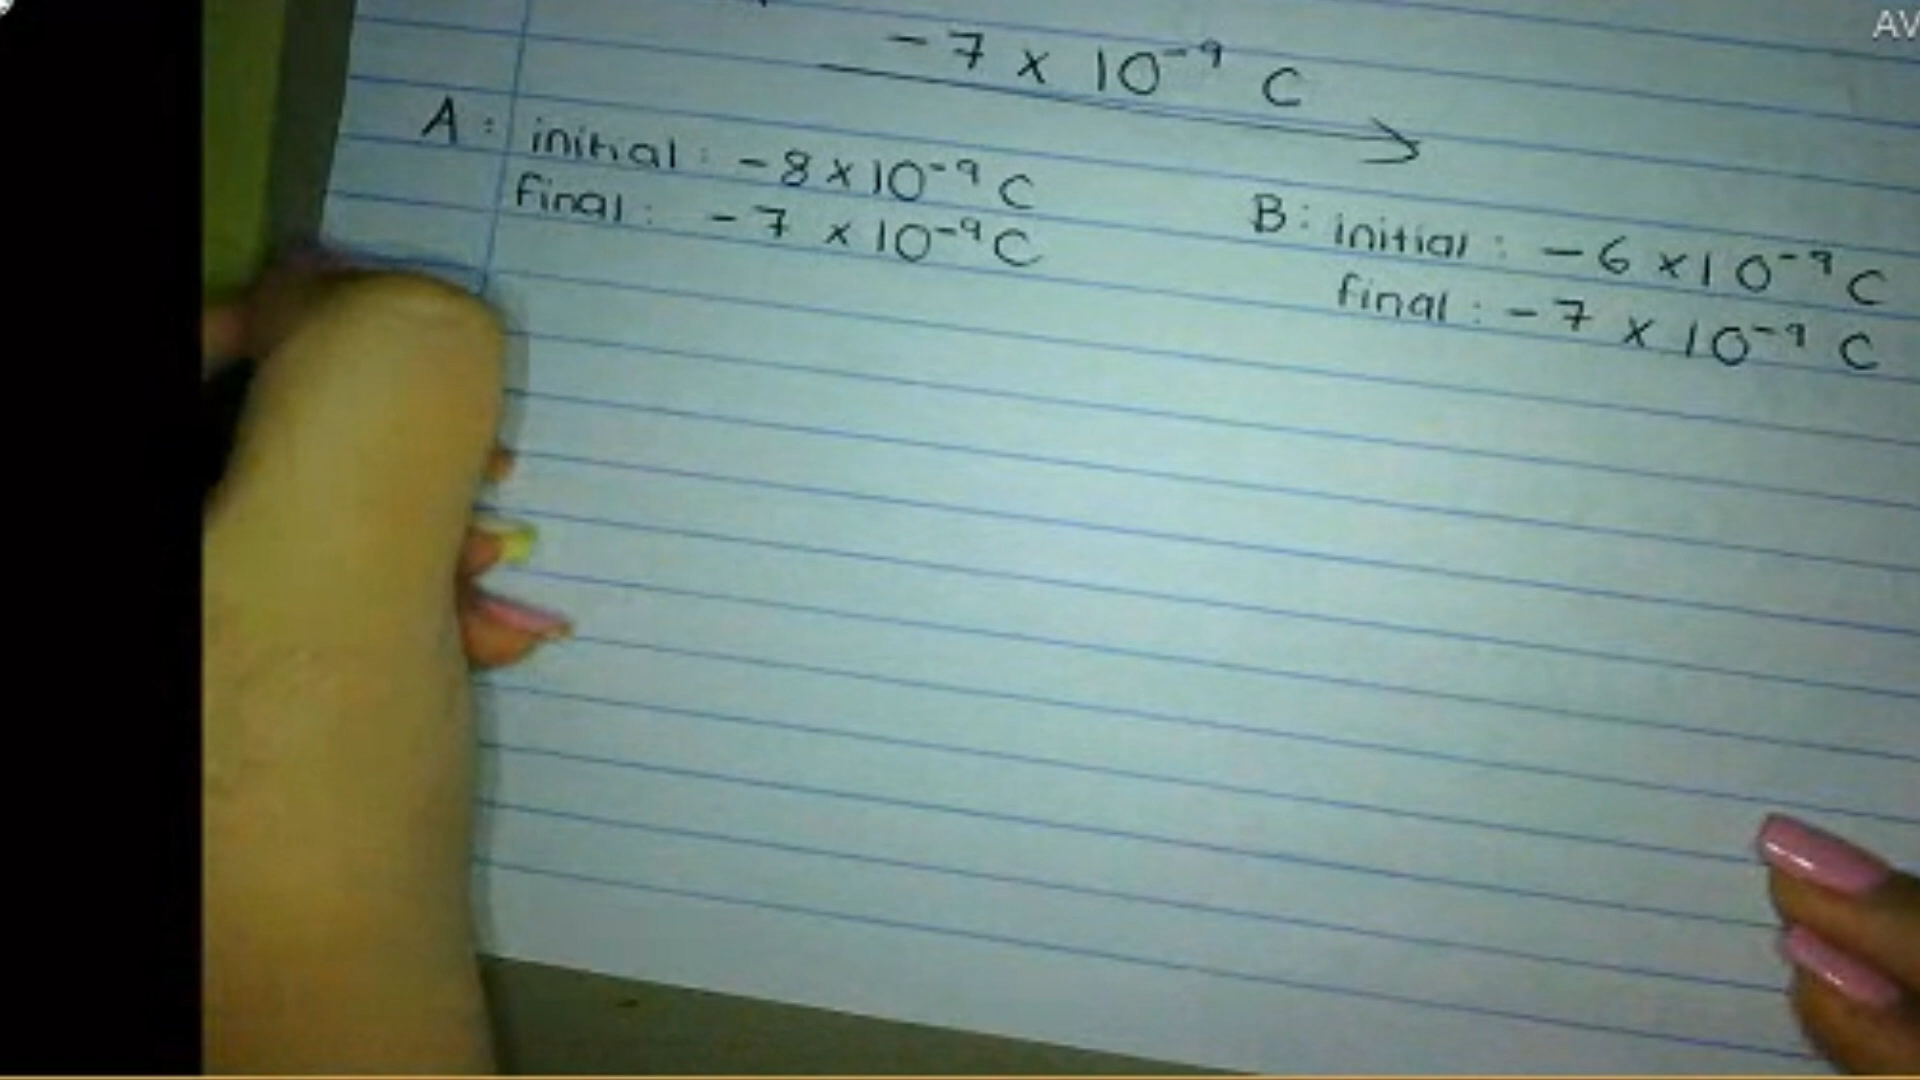 AV
-7 x 10⁻⁹ C
A: initial: -8 x 10⁻⁹ C
final: -7 x 10⁻⁹ C
B: initial: -6 x 10⁻⁹ C
final: -7 x 10⁻⁹ C